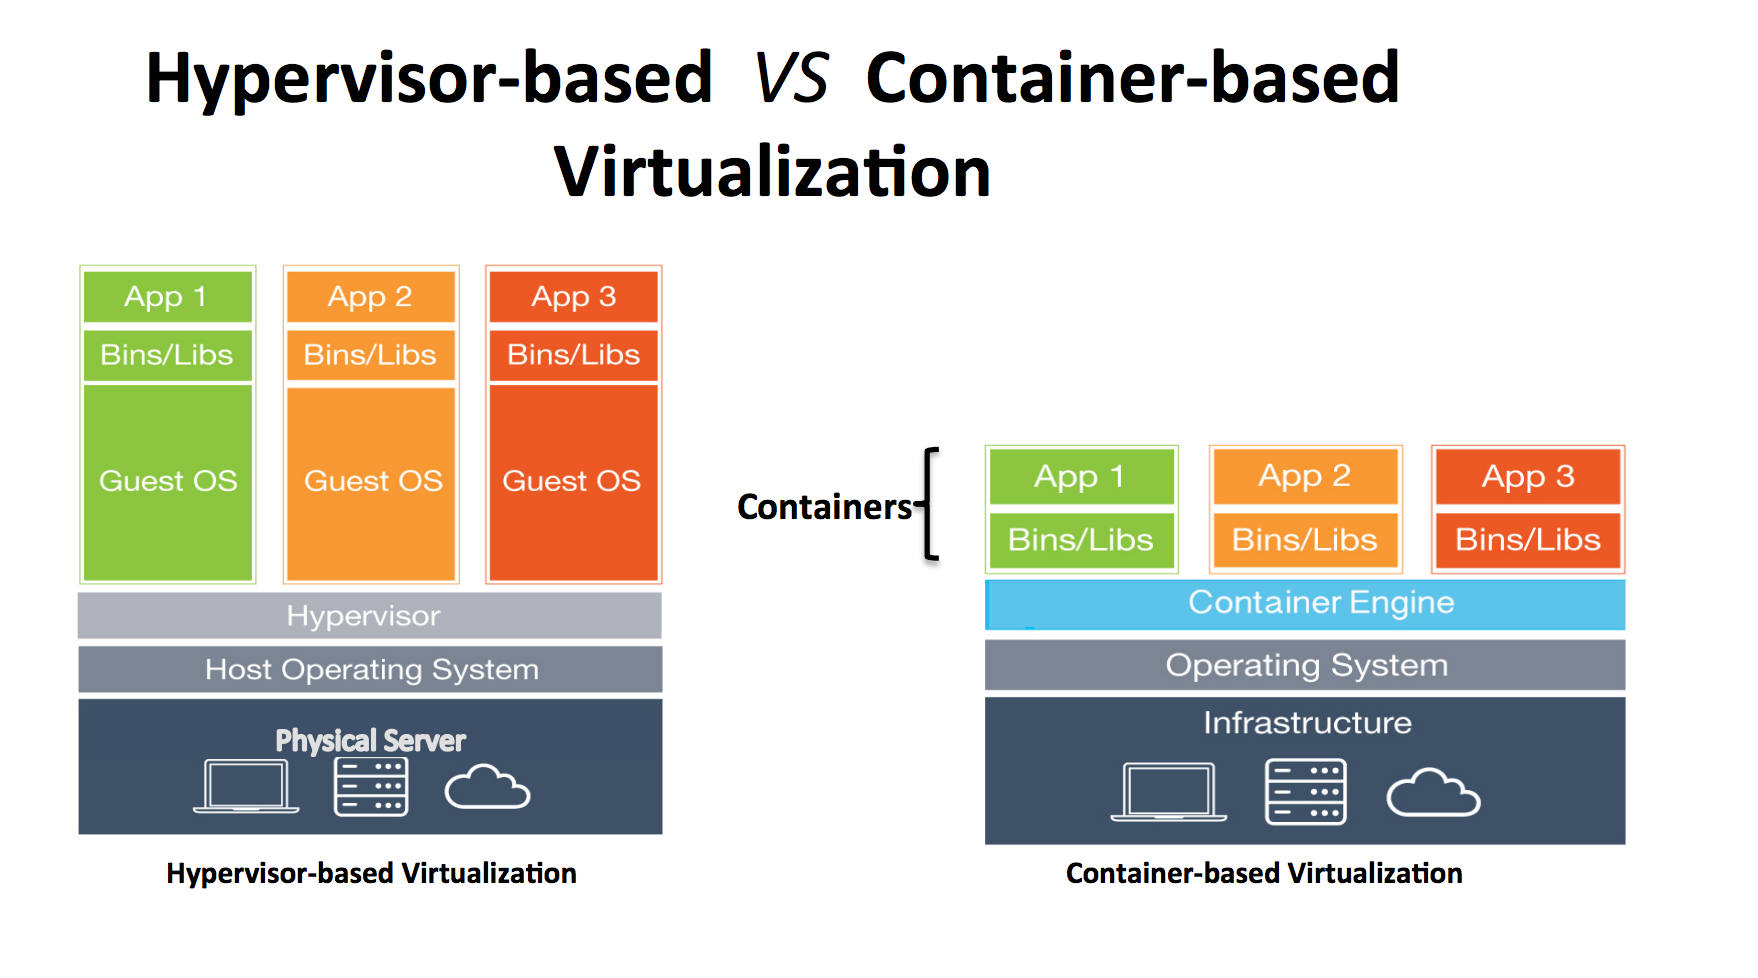 Hypervisor-based VS Container-based
Virtualization
App 1
Bins/Libs
Guest OS
App 2
Bins/Libs
Guest OS
App 3
Bins/Libs
Guest OS
Hypervisor
Host Operating System
Physical Server
Hypervisor-based Virtualization
Containers
App 1
Bins/Libs
App 2
Bins/Libs
App 3
Bins/Libs
Container Engine
Operating System
Infrastructure
Container-based Virtualization